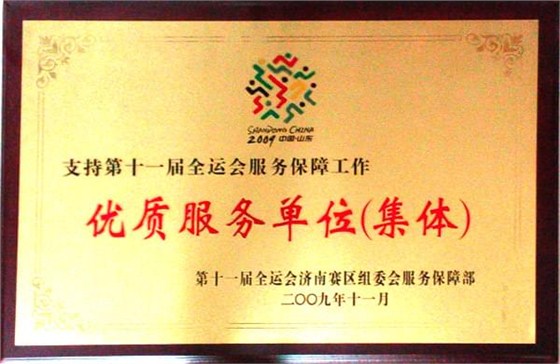 SHANDONG CHINA
2009 中国·山东
支持第十一届全运会服务保障工作
优质服务单位(集体)
第十一届全运会济南赛区组委会服务保障部
二〇〇九年十一月